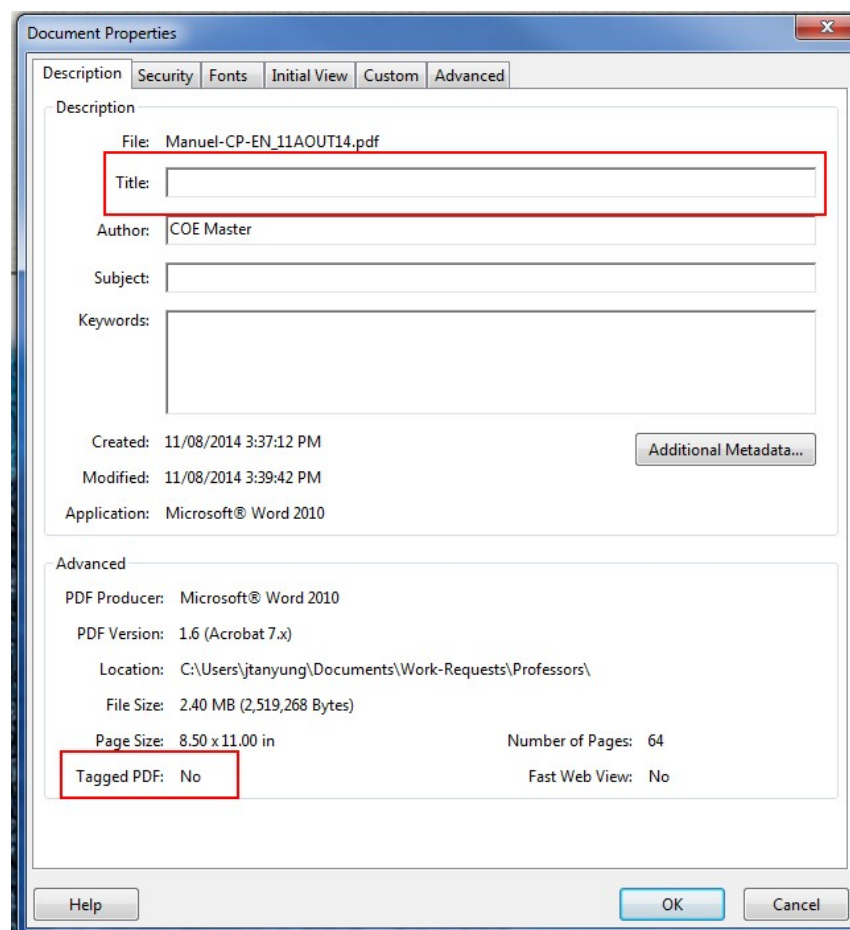 Document Properties
x
Description Security Fonts Initial View Custom Advanced
Description
File: Manuel-CP-EN_11AOUT14.pdf
Title:
Author: COE Master
Subject:
Keywords:
Created: 11/08/2014 3:37:12 PM
Additional Metadata...
Modified: 11/08/2014 3:39:42 PM
Application: Microsoft® Word 2010
Advanced
PDF Producer: Microsoft® Word 2010
PDF Version: 1.6 (Acrobat 7.x)
Location: C:\Users\jtanyung\Documents\Work-Requests\Professors\
File Size: 2.40 MB (2,519,268 Bytes)
Page Size: 8.50 x 11.00 in Number of Pages: 64
Tagged PDF: No Fast Web View: No
Help OK Cancel